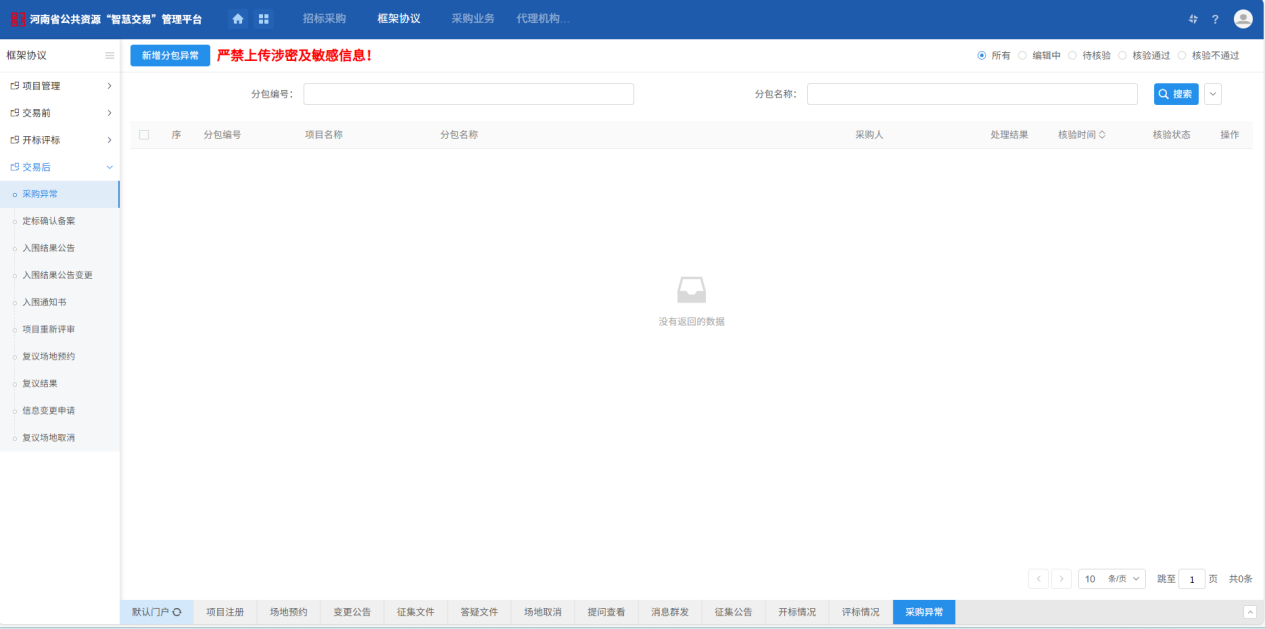 河南省公共资源“智慧交易”管理平台 招标采购 框架协议 采购业务 代理机构...
框架协议
项目管理
交易前
开标评标
交易后
采购异常
定标确认备案
入围结果公告
入围结果公告变更
入围通知书
项目重新评审
复议场地预约
复议结果
信息变更申请
复议场地取消
新增分包异常 严禁上传涉密及敏感信息！ 所有 编辑中 待核验 核验通过 核验不通过
分包编号： 分包名称： 搜索
序 分包编号 项目名称 分包名称 采购人 处理结果 核验时间 核验状态 操作
没有返回的数据
10 条/页 跳至 1 页 共0条
默认门户 项目注册 场地预约 变更公告 征集文件 答疑文件 场地取消 提问查看 消息群发 征集公告 开标情况 评标情况 采购异常